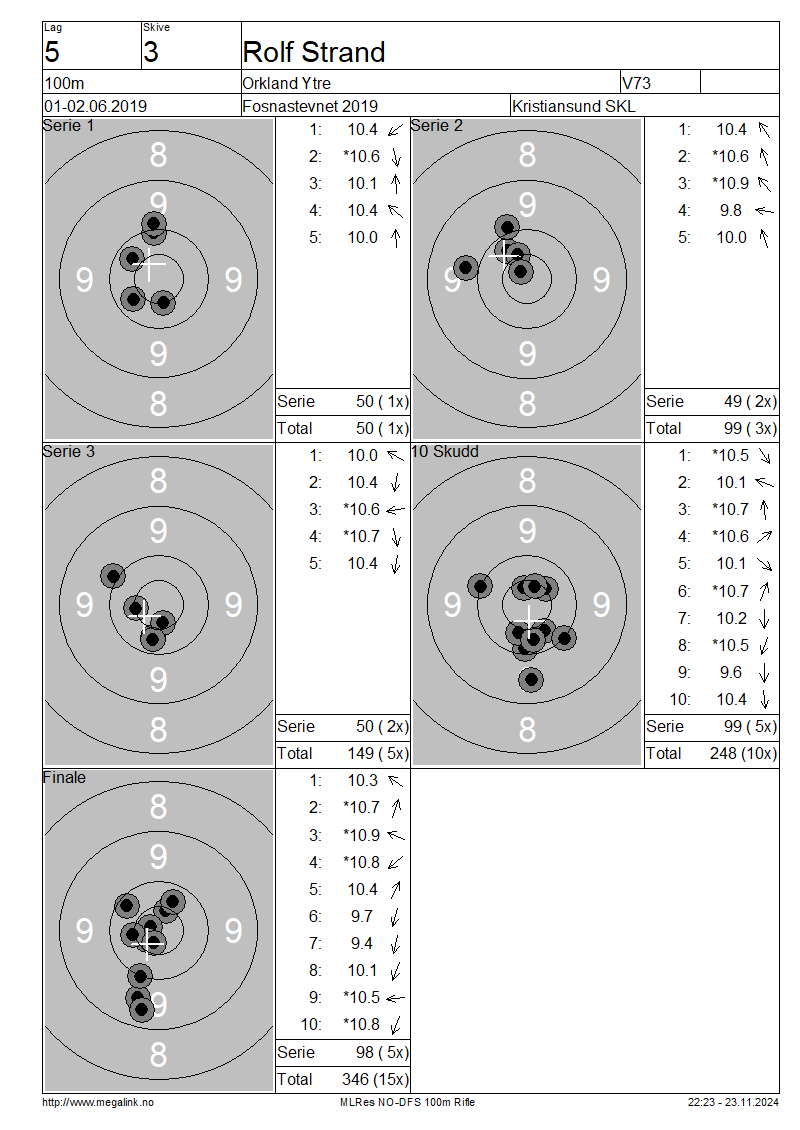 Lag Skive
5 3 Rolf Strand
100m Orkland Ytre V73
01-02.06.2019 Fosnastevnet 2019 Kristiansund SKL
Serie 1
8
9
9 9
9
8
1: 10.4
2: *10.6
3: 10.1
4: 10.4
5: 10.0
Serie 50 ( 1x)
Total 50 ( 1x)
Serie 2
8
9
9 9
9
8
1: 10.4
2: *10.6
3: *10.9
4: 9.8
5: 10.0
Serie 49 ( 2x)
Total 99 ( 3x)
Serie 3
8
9
9 9
9
8
1: 10.0
2: 10.4
3: *10.6
4: *10.7
5: 10.4
Serie 50 ( 2x)
Total 149 ( 5x)
10 Skudd
8
9
9 9
8
1: *10.5
2: 10.1
3: *10.7
4: *10.6
5: 10.1
6: *10.7
7: 10.2
8: *10.5
9: 9.6
10: 10.4
Serie 99 ( 5x)
Total 248 (10x)
Finale
8
9
9 9
9
8
1: 10.3
2: *10.7
3: *10.9
4: *10.8
5: 10.4
6: 9.7
7: 9.4
8: 10.1
9: *10.5
10: *10.8
Serie 98 ( 5x)
Total 346 (15x)
http://www.megalink.no MLRes NO-DFS 100m Rifle 22:23 - 23.11.2024